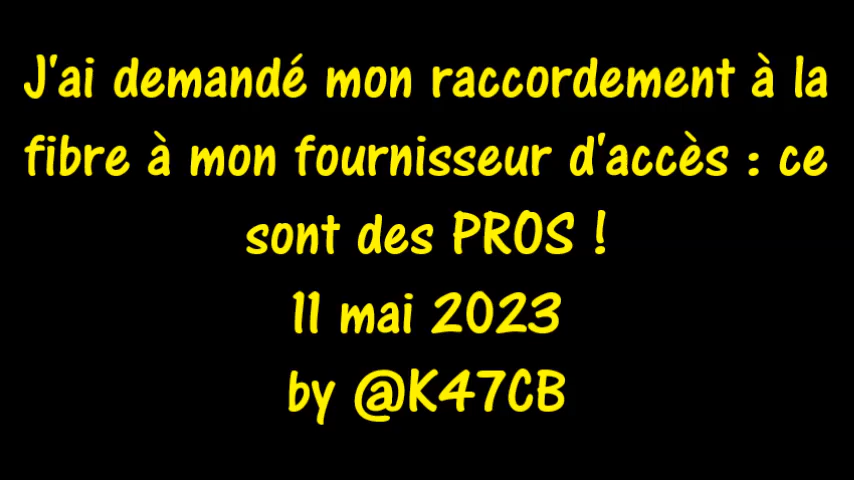 J'ai demandé mon raccordement à la
fibre à mon fournisseur d'accès : ce
sont des PROS !
11 mai 2023
by @K47CB